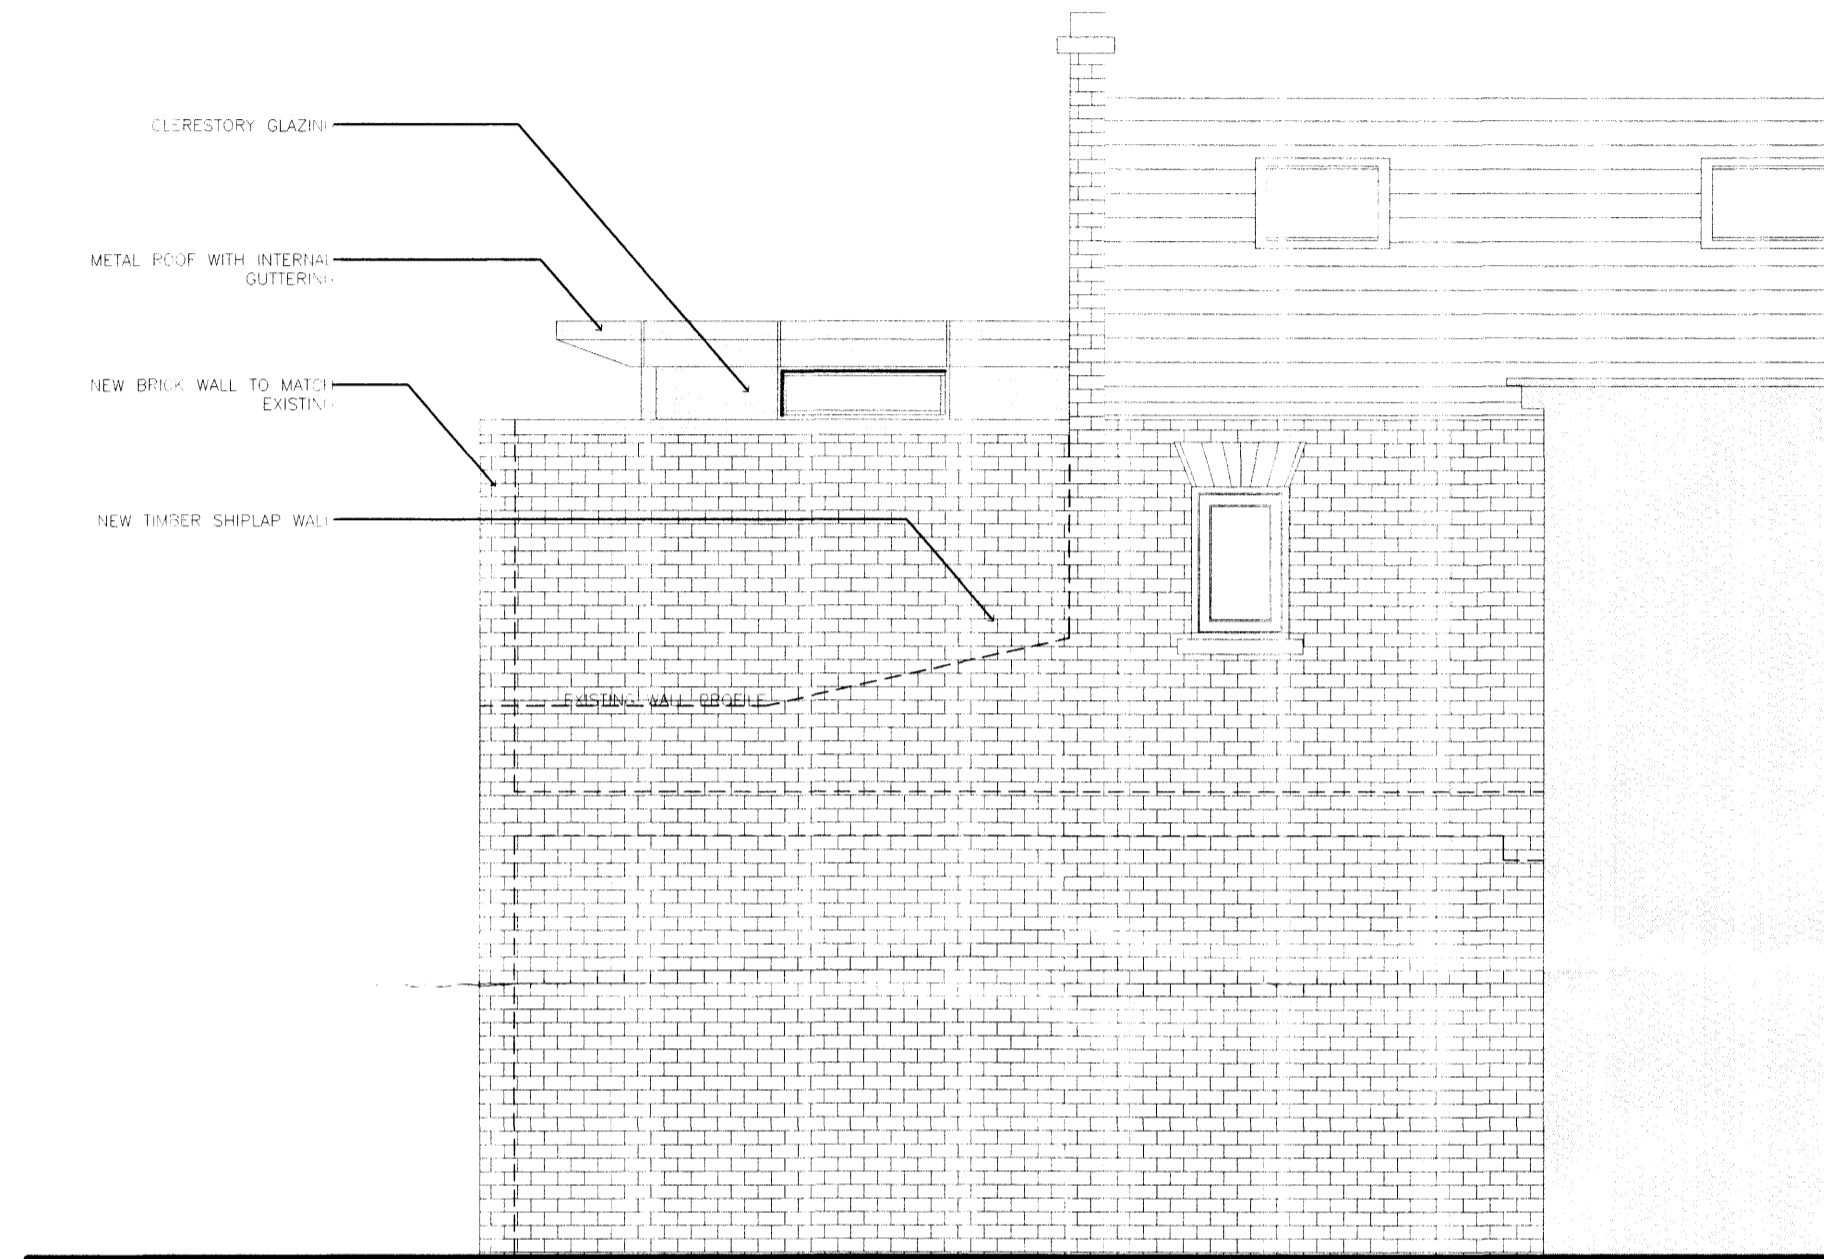 CLERESTORY GLAZING
METAL ROOF WITH INTERNAL
GUTTERING
NEW BRICK WALL TO MATCH
EXISTING
NEW TIMBER SHIPLAP WALL
EXISTING WALL PROFILE